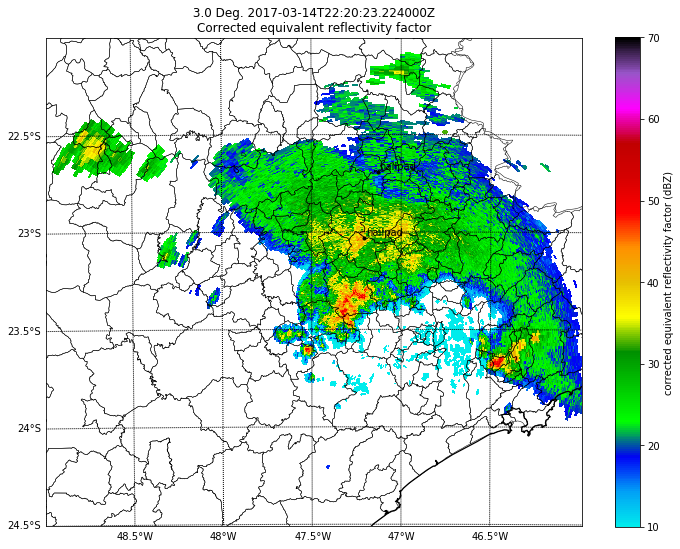 3.0 Deg. 2017-03-14T22:20:23.224000Z
Corrected equivalent reflectivity factor
70
60
50
40
30
20
10
corrected equivalent reflectivity factor (dBZ)
22.5°S
23°S
23.5°S
24°S
24.5°S
hailpad
hailpad
48.5°W
48°W
47.5°W
47°W
46.5°W